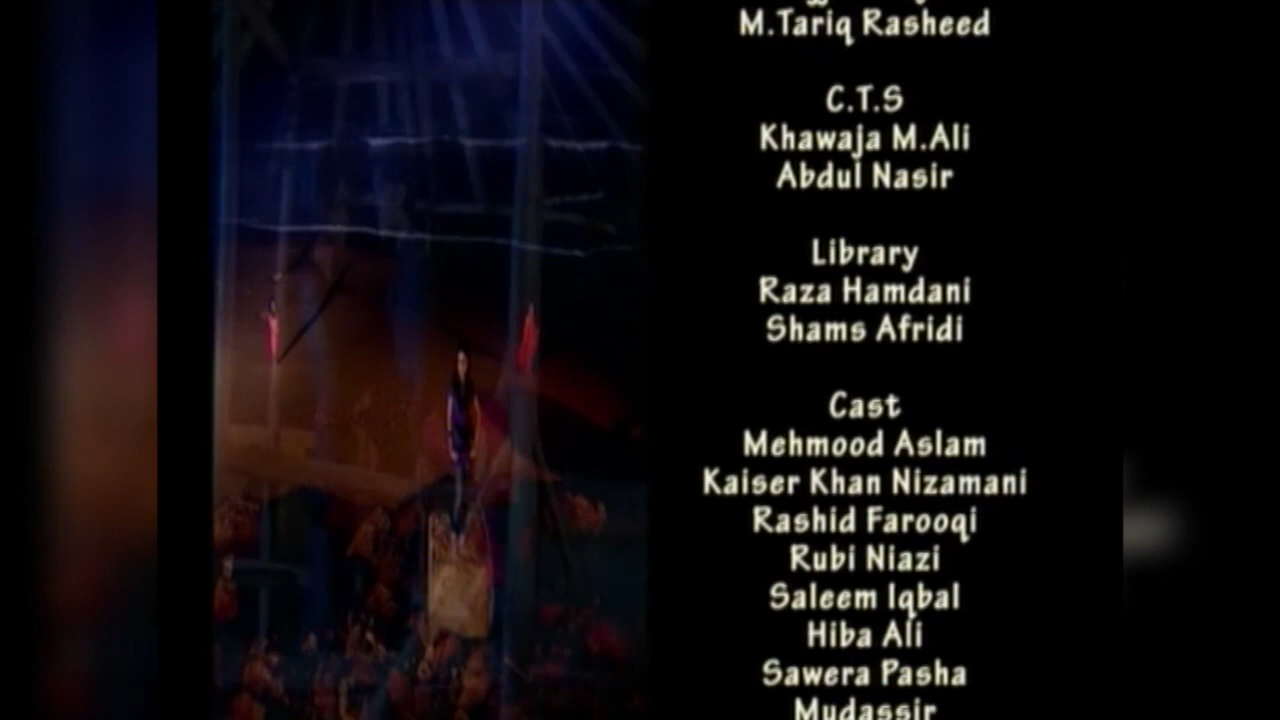 M.Tariq Rasheed
C.T.S
Khawaja M.Ali
Abdul Nasir
Library
Raza Hamdani
Shams Afridi
Cast
Mehmood Aslam
Kaiser Khan Nizamani
Rashid Farooqi
Rubi Niazi
Saleem Iqbal
Hiba Ali
Sawera Pasha
Mudassir